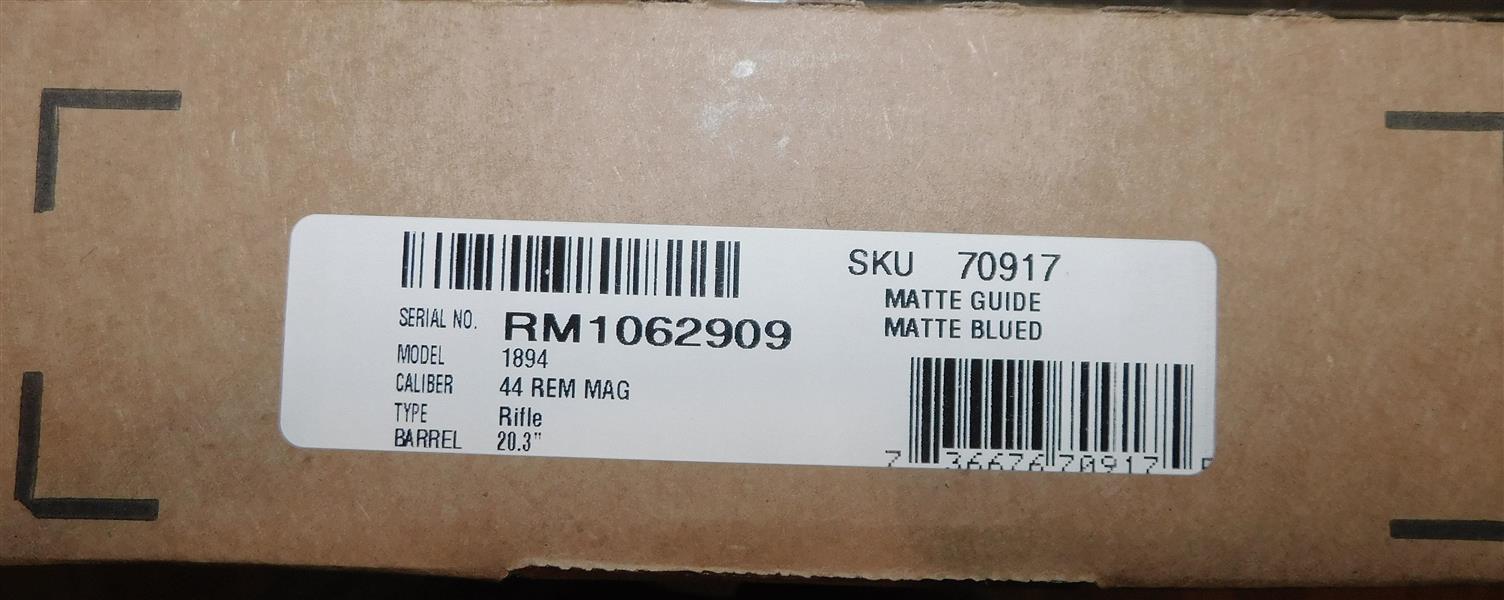 SERIAL NO. RM1062909
MODEL 1894
CALIBER 44 REM MAG
TYPE Rifle
BARREL 20.3"
SKU 70917
MATTE GUIDE
MATTE BLUED
7 36676 70917